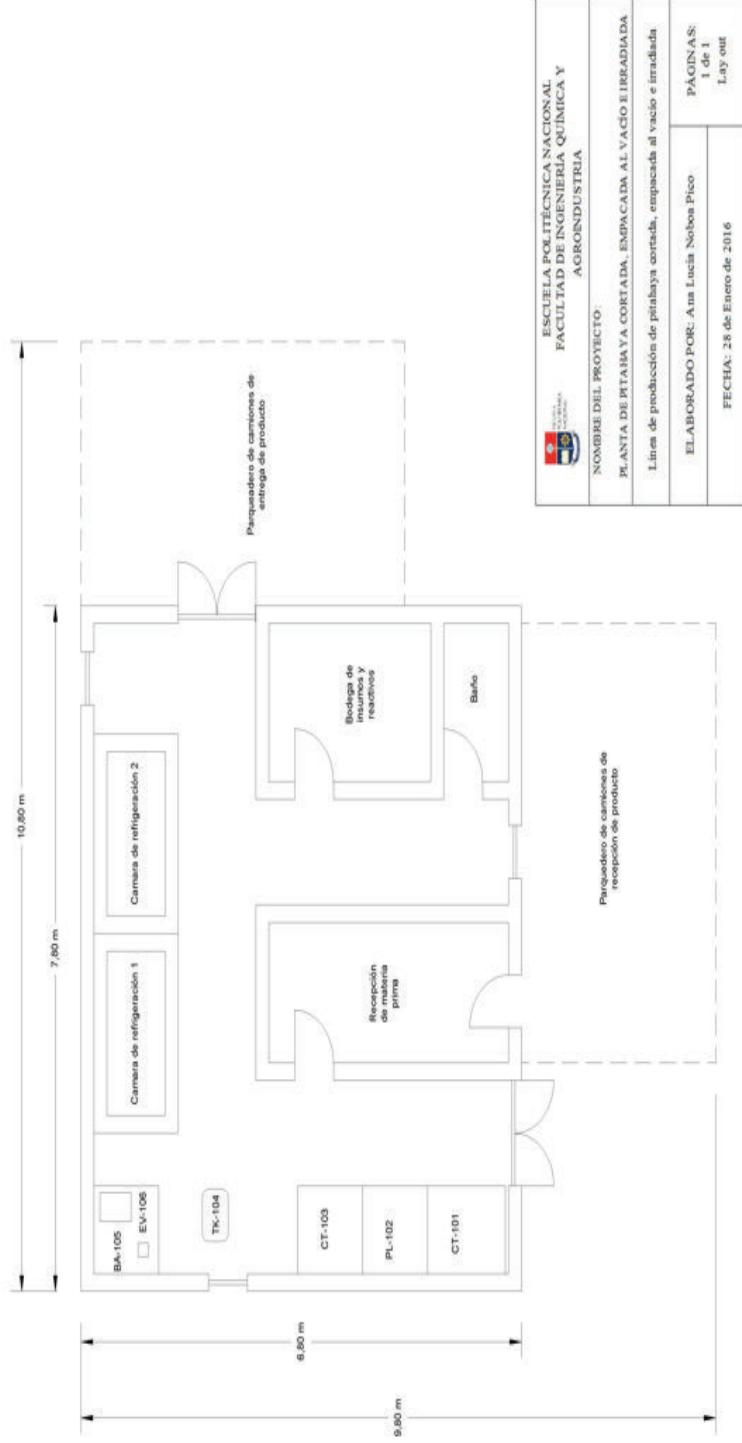 10,80 m
7,80 m
9,80 m
Camara de refrigeración 1
Camara de refrigeración 2
BA-105
EV-106
TK-104
CT-103
PL-102
CT-101
Recepción
de materia
prima
Bodega de
insumos y
reactivos
Baño
Parqueadero de camiones de
entrega de producto
Parquedero de camiones de
recepción de producto
ESCUELA POLITÉCNICA NACIONAL
FACULTAD DE INGENIERÍA QUÍMICA Y
AGROINDUSTRIA
NOMBRE DEL PROYECTO:
PLANTA DE PITAHAYA CORTADA, EMPACADA AL VACÍO E IRRADIADA
Línea de producción de pitahaya cortada, empacada al vacío e irradiada
ELABORADO POR: Ana Lucía Noboa Pico
PÁGINAS:
1 de 1
Lay out
FECHA: 28 de Enero de 2016